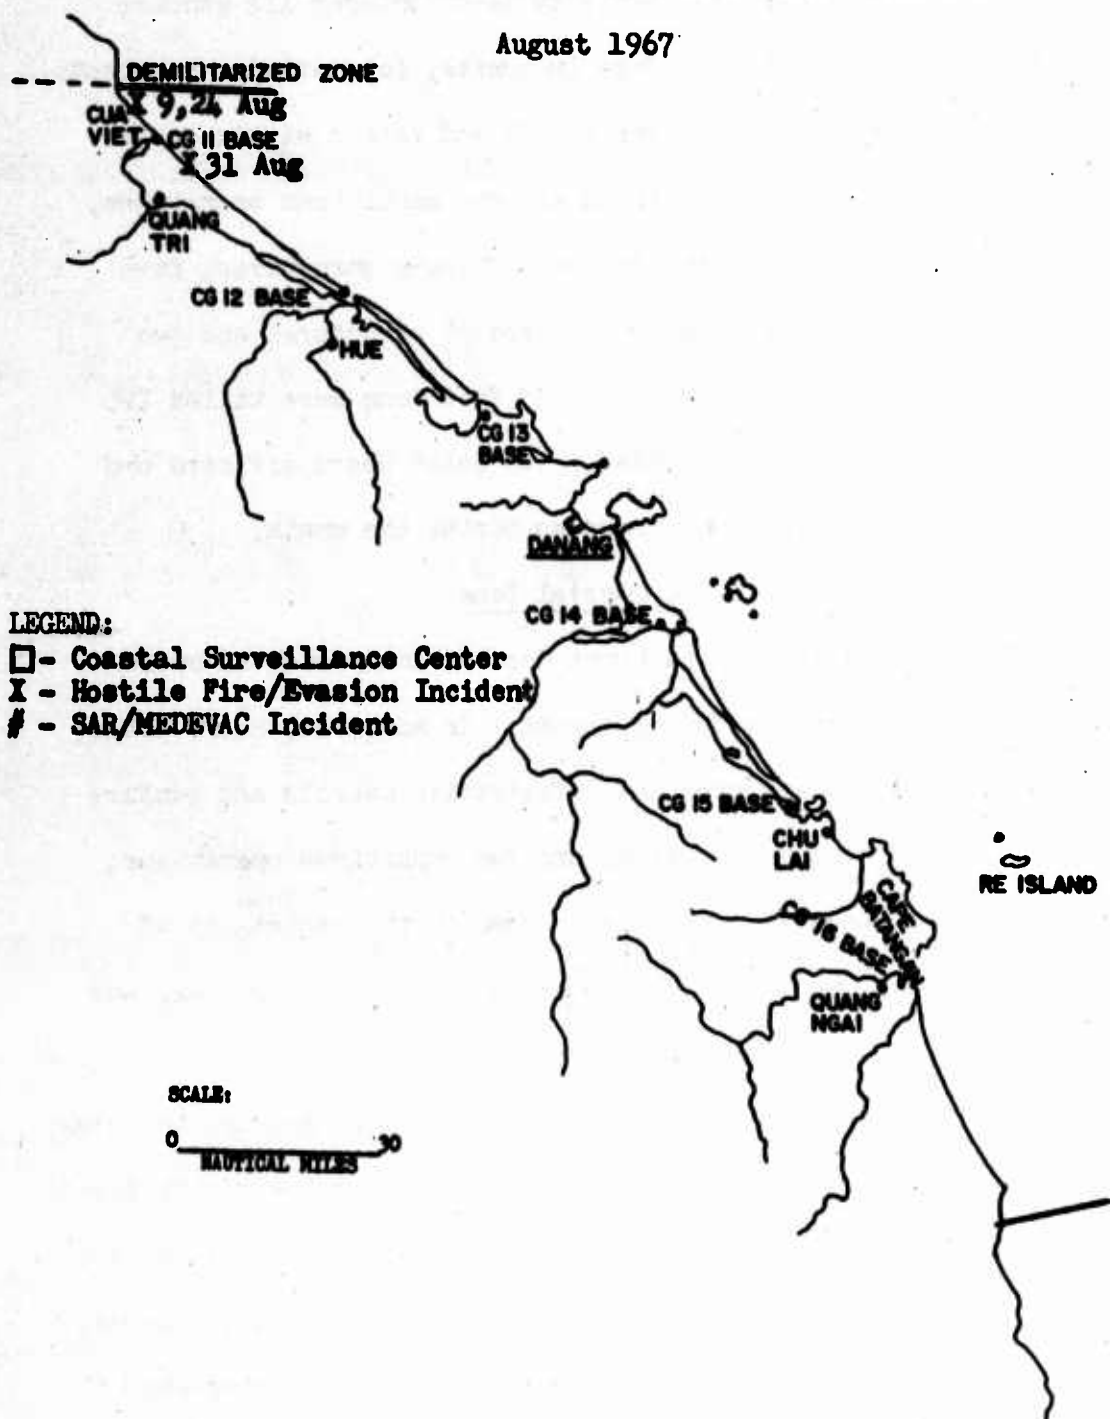 August 1967
DEMILITARIZED ZONE
X 9,24 Aug
CUA
VIET
CG 11 BASE
X 31 Aug
QUANG
TRI
CG 12 BASE
HUE
CG 13
BASE
DANANG
CG 14 BASE
LEGEND:
□- Coastal Surveillance Center
X - Hostile Fire/Evasion Incident
# - SAR/MEDEVAC Incident
CG 15 BASE
CHU
LAI
RE ISLAND
CAPE
BATANGAN
CG 16 BASE
QUANG
NGAI
SCALE:
0 30
NAUTICAL MILES